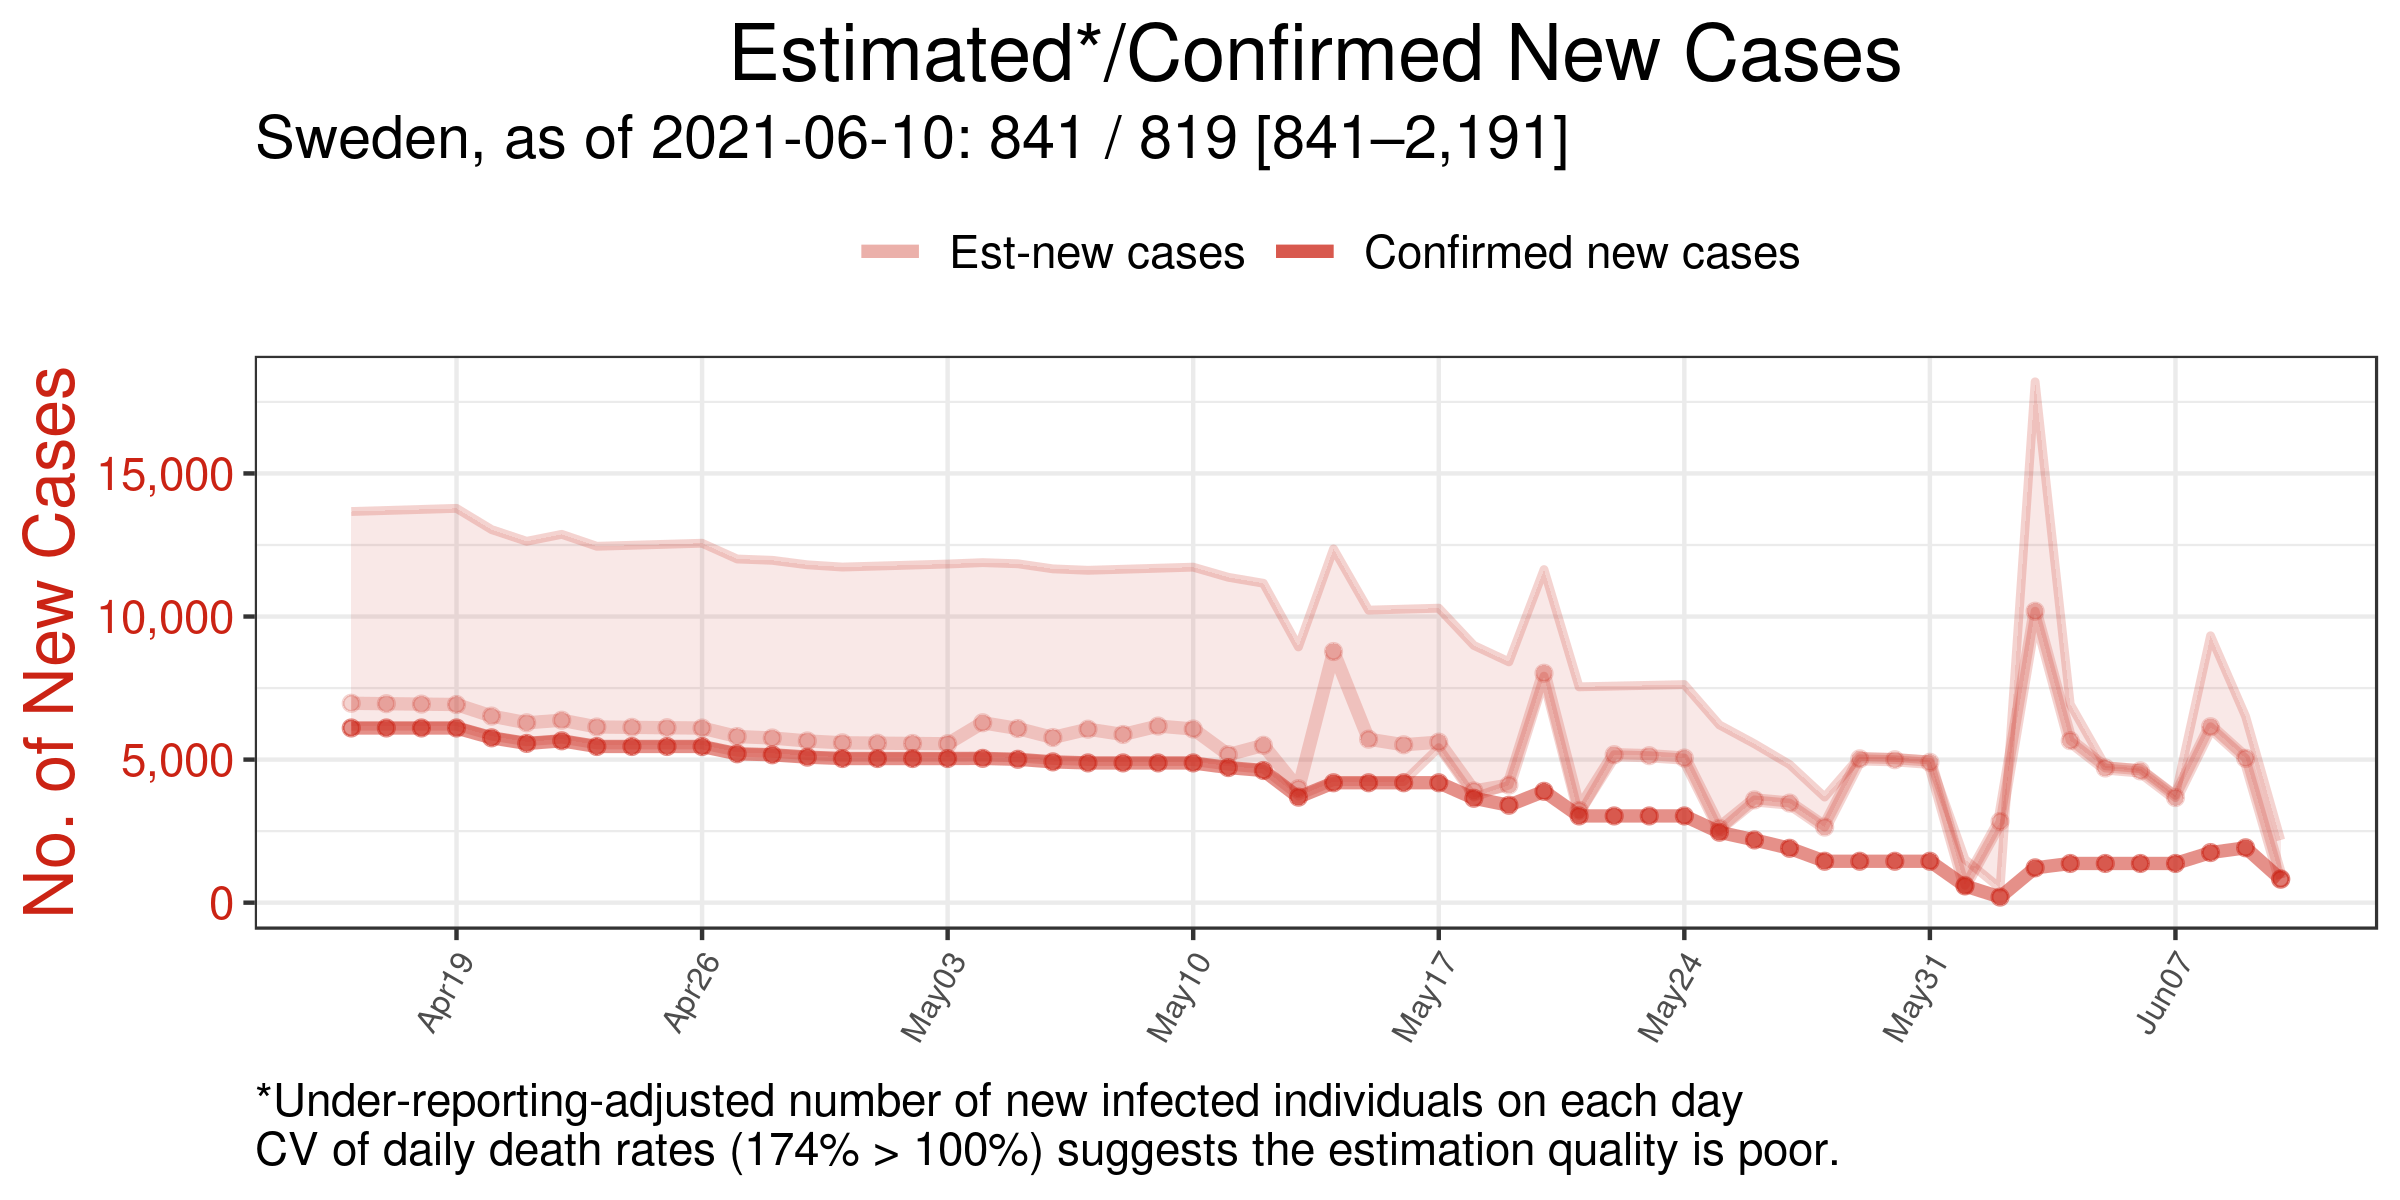 Estimated*/Confirmed New Cases
Sweden, as of 2021-06-10: 841 / 819 [841–2,191]
Est-new cases
Confirmed new cases
No. of New Cases
15,000
10,000
5,000
0
Apr19
Apr26
May03
May10
May17
May24
May31
Jun07
*Under-reporting-adjusted number of new infected individuals on each day
CV of daily death rates (174% > 100%) suggests the estimation quality is poor.